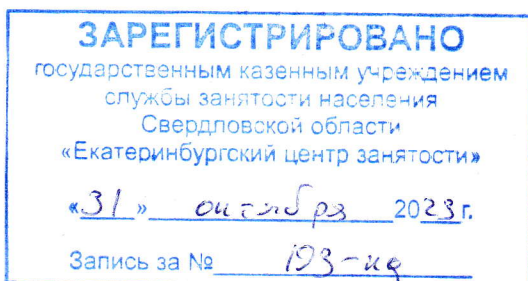 ЗАРЕГИСТРИРОВАНО
государственным казенным учреждением
службы занятости населения
Свердловской области
«Екатеринбургский центр занятости»
«31» октября 2023г.
Запись за № 193-кд